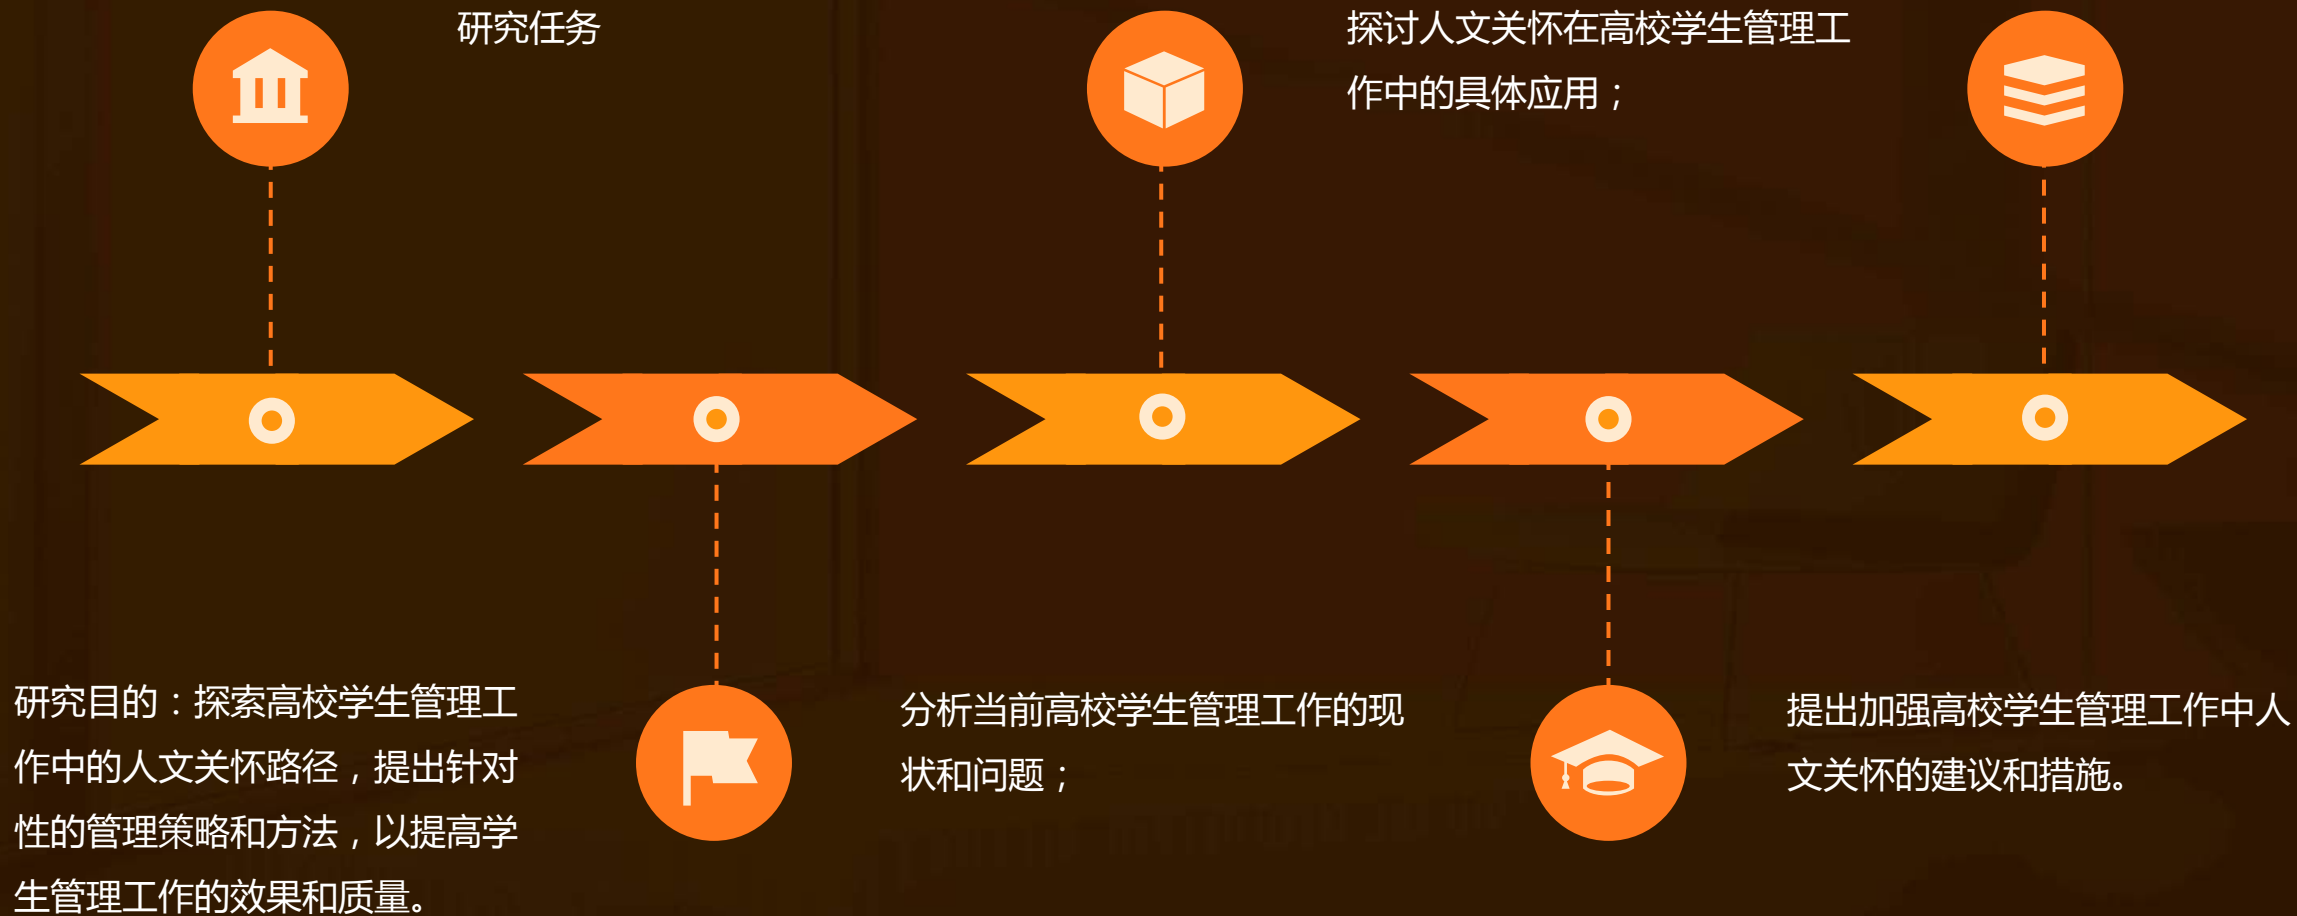 研究目的：探索高校学生管理工
作中的人文关怀路径，提出针对
性的管理策略和方法，以提高学
生管理工作的效果和质量。
研究任务
分析当前高校学生管理工作的现
状和问题；
探讨人文关怀在高校学生管理工
作中的具体应用；
提出加强高校学生管理工作中人
文关怀的建议和措施。